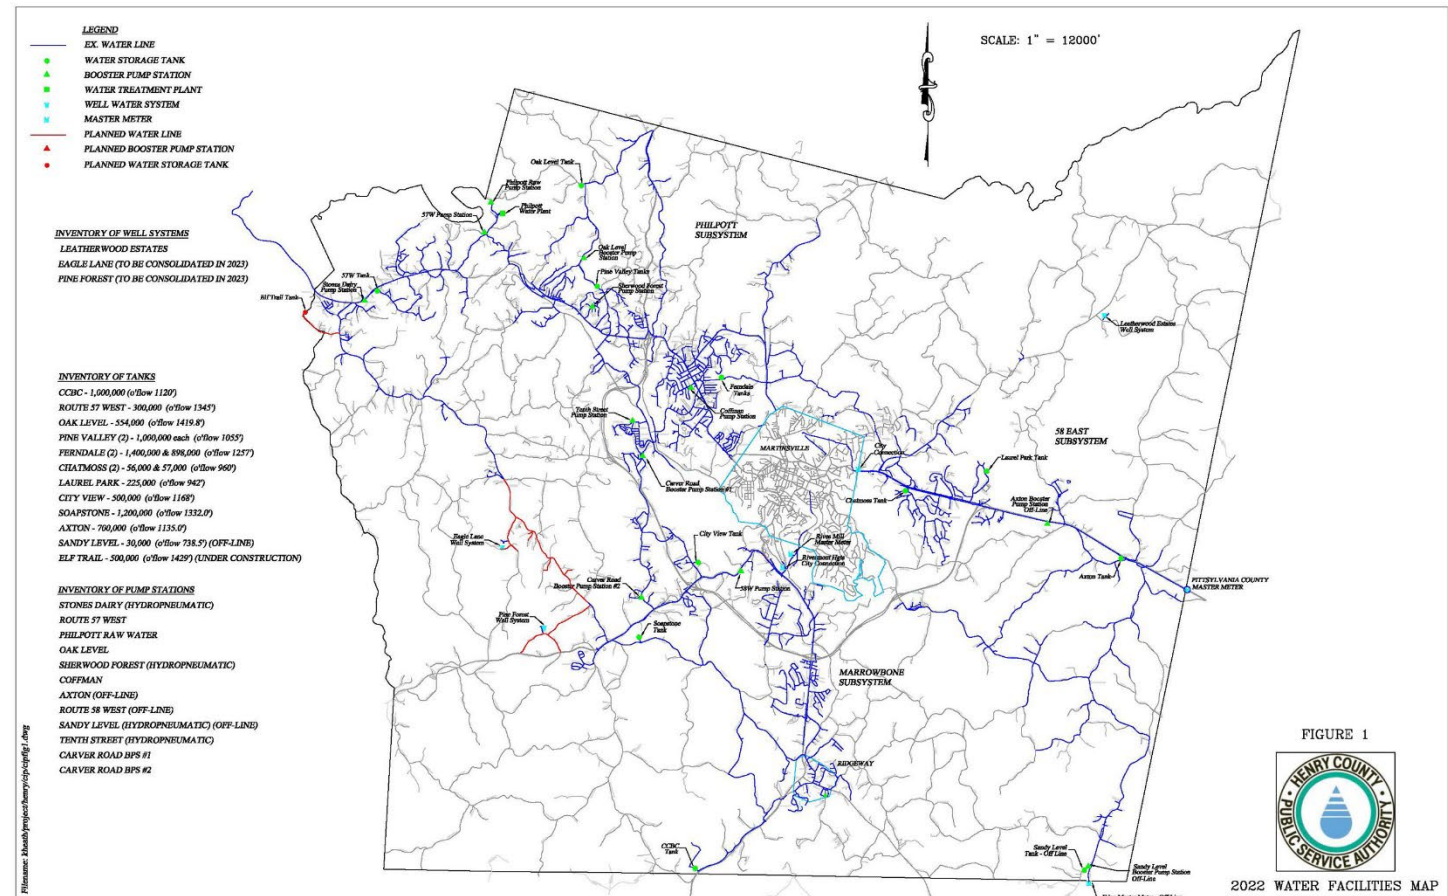 LEGEND
EX. WATER LINE
WATER STORAGE TANK
BOOSTER PUMP STATION
WATER TREATMENT PLANT
WELL WATER SYSTEM
MASTER METER
PLANNED WATER LINE
PLANNED BOOSTER PUMP STATION
PLANNED WATER STORAGE TANK
SCALE: 1" = 12000'
INVENTORY OF WELL SYSTEMS
LEATHERWOOD ESTATES
EAGLE LANE (TO BE CONSOLIDATED IN 2023)
PINE FOREST (TO BE CONSOLIDATED IN 2023)
INVENTORY OF TANKS
CCBC - 1,000,000 (o'flow 1120')
ROUTE 57 WEST - 300,000 (o'flow 1345')
OAK LEVEL - 554,000 (o'flow 1419.8')
PINE VALLEY (2) - 1,000,000 each (o'flow 1055')
FERNDALE (2) - 1,400,000 & 898,000 (o'flow 1257')
CHATMOSS (2) - 56,000 & 57,000 (o'flow 960')
LAUREL PARK - 225,000 (o'flow 942')
CITY VIEW - 500,000 (o'flow 1168')
SOAPSTONE - 1,200,000 (o'flow 1332.0')
AXTON - 760,000 (o'flow 1135.0')
SANDY LEVEL - 30,000 (o'flow 738.5') (OFF-LINE)
ELF TRAIL - 500,000 (o'flow 1429') (UNDER CONSTRUCTION)
INVENTORY OF PUMP STATIONS
STONES DAIRY (HYDROPNEUMATIC)
ROUTE 57 WEST
PHILPOTT RAW WATER
OAK LEVEL
SHERWOOD FOREST (HYDROPNEUMATIC)
COFFMAN
AXTON (OFF-LINE)
ROUTE 58 WEST (OFF-LINE)
SANDY LEVEL (HYDROPNEUMATIC) (OFF-LINE)
TENTH STREET (HYDROPNEUMATIC)
CARVER ROAD BPS #1
CARVER ROAD BPS #2
Oak Level Tank
Philpott Raw
Pump Station
Philpott
Water Plant
57W Pump Station
PHILPOTT
SUBSYSTEM
Oak Level
Booster Pump
Station
Pine Valley Tanks
Sherwood Forest
Pump Station
57W Tank
Stones Dairy
Pump Station
Elf Trail Tank
Leatherwood Estates
Well System
Ferndale
Tanks
Coffman
Pump Station
Tenth Street
Pump Station
MARTINSVILLE
City
Connection
58 EAST
SUBSYSTEM
Laurel Park Tank
Carver Road
Booster Pump Station #1
Chatmoss Tank
Axton Booster
Pump Station
Off-Line
Eagle Lane
Well System
City View Tank
Rives Mill
Master Meter
Rivermont Hgts
City Connection
58W Pump Station
Axton Tank
PITTSYLVANIA COUNTY
MASTER METER
Carver Road
Booster Pump Station #2
Pine Forest
Well System
Soapstone
Tank
MARROWBONE
SUBSYSTEM
RIDGEWAY
CCBC
Tank
Sandy Level
Tank - Off Line
Sandy Level
Booster Pump Station
Off-Line
FIGURE 1
HENRY COUNTY
PUBLIC SERVICE AUTHORITY
2022 WATER FACILITIES MAP